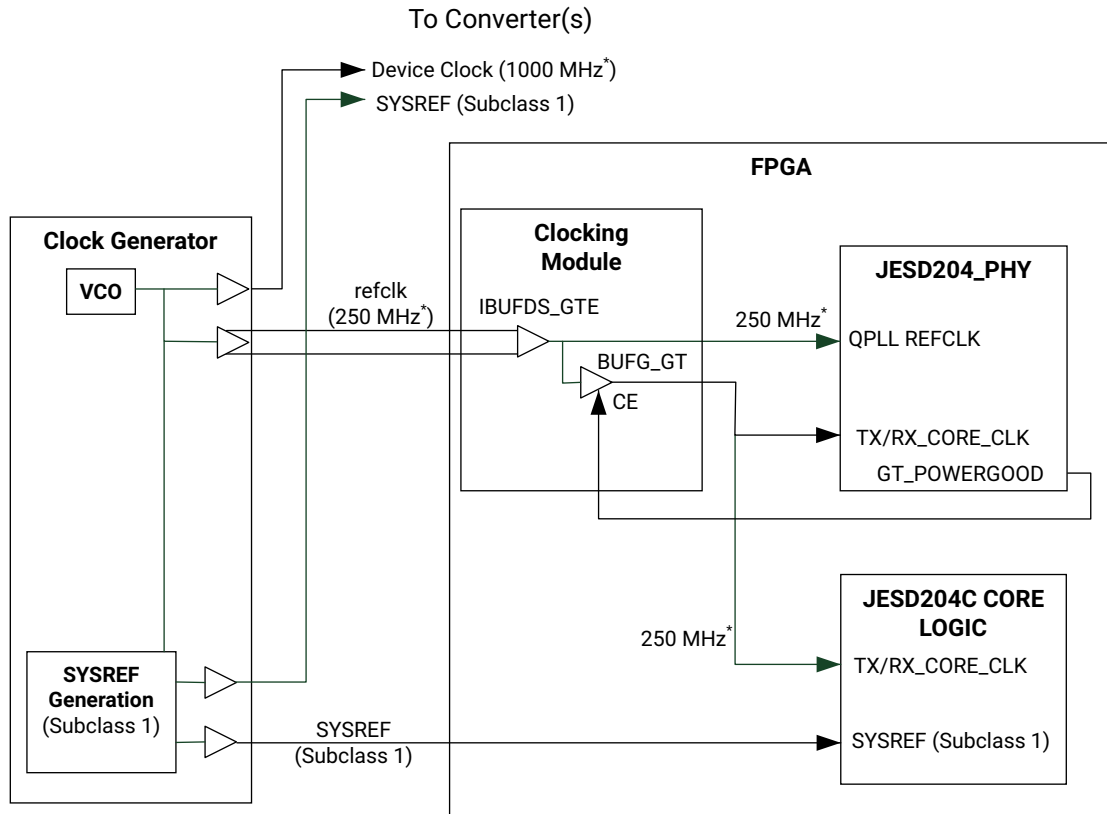 To Converter(s)
Device Clock (1000 MHz*)
SYSREF (Subclass 1)
FPGA
Clock Generator
VCO
refclk
(250 MHz*)
Clocking
Module
IBUFDS_GTE
BUFG_GT
CE
250 MHz*
JESD204_PHY
QPLL REFCLK
TX/RX_CORE_CLK
GT_POWERGOOD
SYSREF
Generation
(Subclass 1)
SYSREF
(Subclass 1)
250 MHz*
JESD204C CORE
LOGIC
TX/RX_CORE_CLK
SYSREF (Subclass 1)